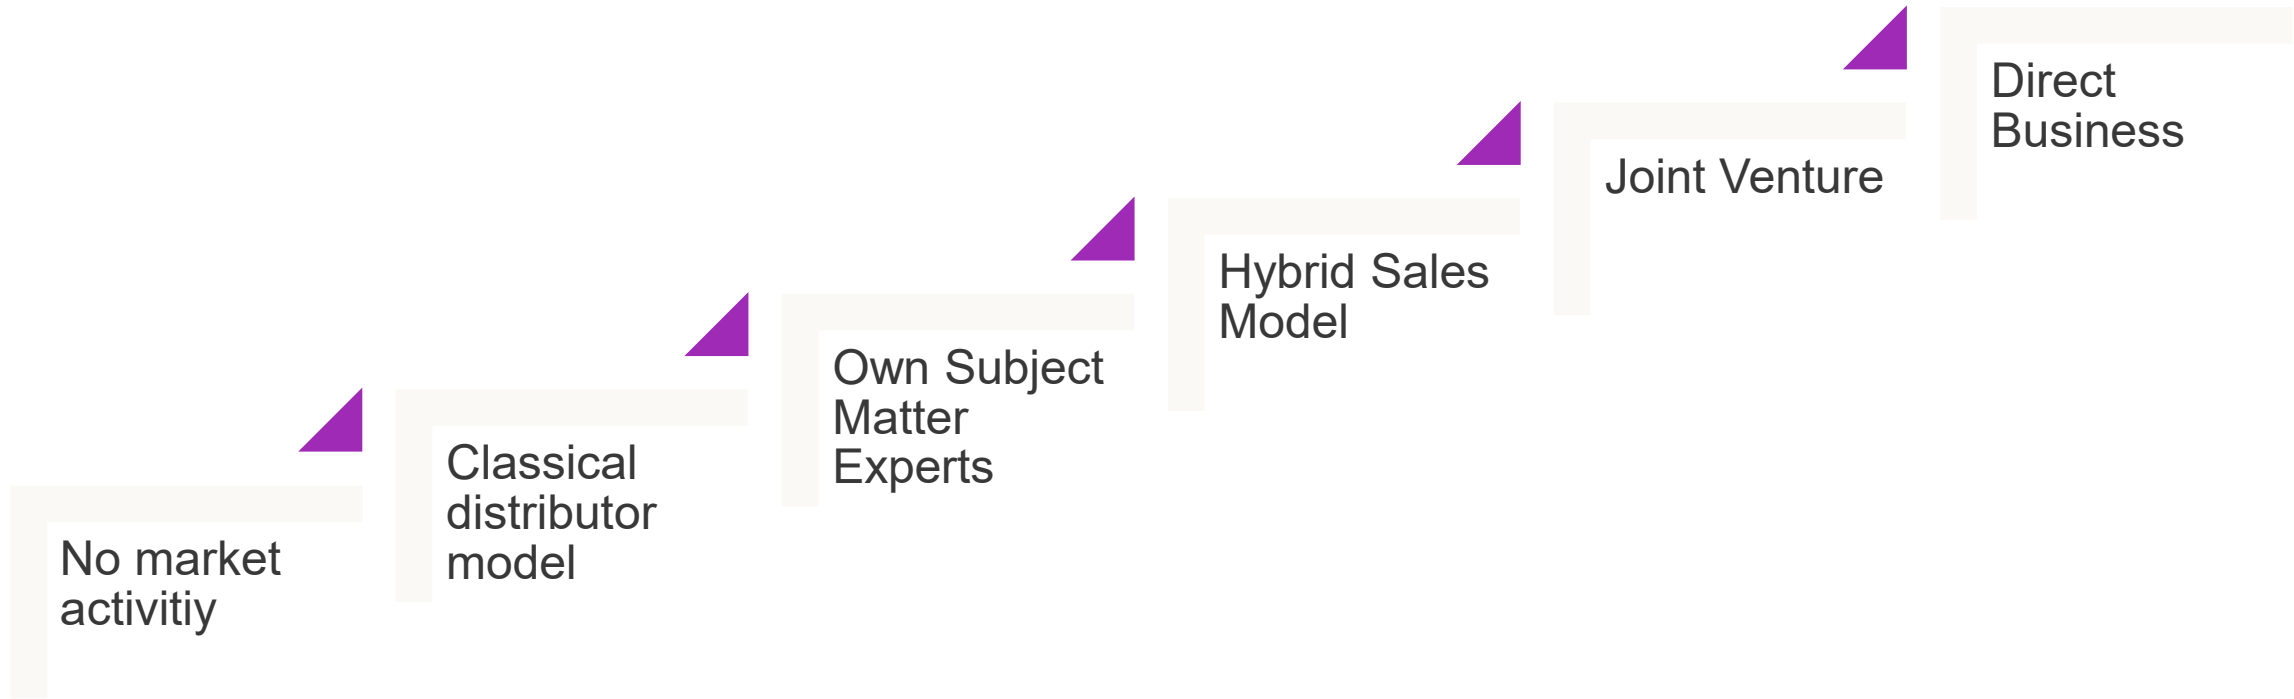 No market
activitiy
Classical
distributor
model
Own Subject
Matter
Experts
Hybrid Sales
Model
Joint Venture
Direct
Business